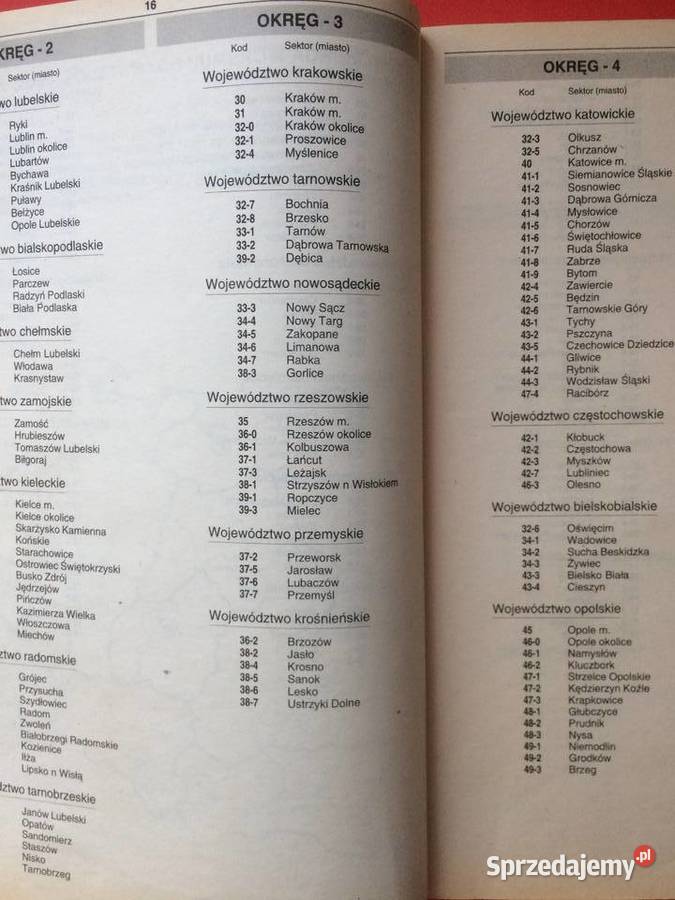 16
KRĘG - 2
Sektor (miasto)
wo lubelskie
Ryki
Lublin m.
Lublin okolice
Lubartów
Bychawa
Kraśnik Lubelski
Puławy
Bełżyce
Opole Lubelskie
wo bialskopodlaskie
Łosice
Parczew
Radzyń Podlaski
Biała Podlaska
two chełmskie
Chełm Lubelski
Włodawa
Krasnystaw
two zamojskie
Zamość
Hrubieszów
Tomaszów Lubelski
Biłgoraj
two kieleckie
Kielce m.
Kielce okolice
Skarżysko Kamienna
Końskie
Starachowice
Ostrowiec Świętokrzyski
Busko Zdrój
Jędrzejów
Pińczów
Kazimierza Wielka
Włoszczowa
Miechów
ztwo radomskie
Grójec
Przysucha
Szydłowiec
Radom
Zwoleń
Białobrzegi Radomskie
Kozienice
Iłża
Lipsko n Wisłą
dztwo tarnobrzeskie
Janów Lubelski
Opatów
Sandomierz
Staszów
Nisko
Tarnobrzeg
OKRĘG - 3
Kod Sektor (miasto)
Województwo krakowskie
30 Kraków m.
31 Kraków m.
32-0 Kraków okolice
32-1 Proszowice
32-4 Myślenice
Województwo tarnowskie
32-7 Bochnia
32-8 Brzesko
33-1 Tarnów
33-2 Dąbrowa Tarnowska
39-2 Dębica
Województwo nowosądeckie
33-3 Nowy Sącz
34-4 Nowy Targ
34-5 Zakopane
34-6 Limanowa
34-7 Rabka
38-3 Gorlice
Województwo rzeszowskie
35 Rzeszów m.
36-0 Rzeszów okolice
36-1 Kolbuszowa
37-1 Łańcut
37-3 Leżajsk
38-1 Strzyszów n Wisłokiem
39-1 Ropczyce
39-3 Mielec
Województwo przemyskie
37-2 Przeworsk
37-5 Jarosław
37-6 Lubaczów
37-7 Przemyśl
Województwo krośnieńskie
36-2 Brzozów
38-2 Jasło
38-4 Krosno
38-5 Sanok
38-6 Lesko
38-7 Ustrzyki Dolne
OKRĘG - 4
Kod Sektor (miasto)
Województwo katowickie
32-3 Olkusz
32-5 Chrzanów
40 Katowice m.
41-1 Siemianowice Śląskie
41-2 Sosnowiec
41-3 Dąbrowa Górnicza
41-4 Mysłowice
41-5 Chorzów
41-6 Świętochłowice
41-7 Ruda Śląska
41-8 Zabrze
41-9 Bytom
42-4 Zawiercie
42-5 Będzin
42-6 Tarnowskie Góry
43-1 Tychy
43-2 Pszczyna
43-5 Czechowice Dziedzice
44-1 Gliwice
44-2 Rybnik
44-3 Wodzisław Śląski
47-4 Racibórz
Województwo częstochowskie
42-1 Kłobuck
42-2 Częstochowa
42-3 Myszków
42-7 Lubliniec
46-3 Olesno
Województwo bielskobialskie
32-6 Oświęcim
34-1 Wadowice
34-2 Sucha Beskidzka
34-3 Żywiec
43-3 Bielsko Biała
43-4 Cieszyn
Województwo opolskie
45 Opole m.
46-0 Opole okolice
46-1 Namysłów
46-2 Kluczbork
47-1 Strzelce Opolskie
47-2 Kędzierzyn Koźle
47-3 Krapkowice
48-1 Głubczyce
48-2 Prudnik
48-3 Nysa
49-1 Niemodlin
49-2 Grodków
49-3 Brzeg
Sprzedajemy.pl